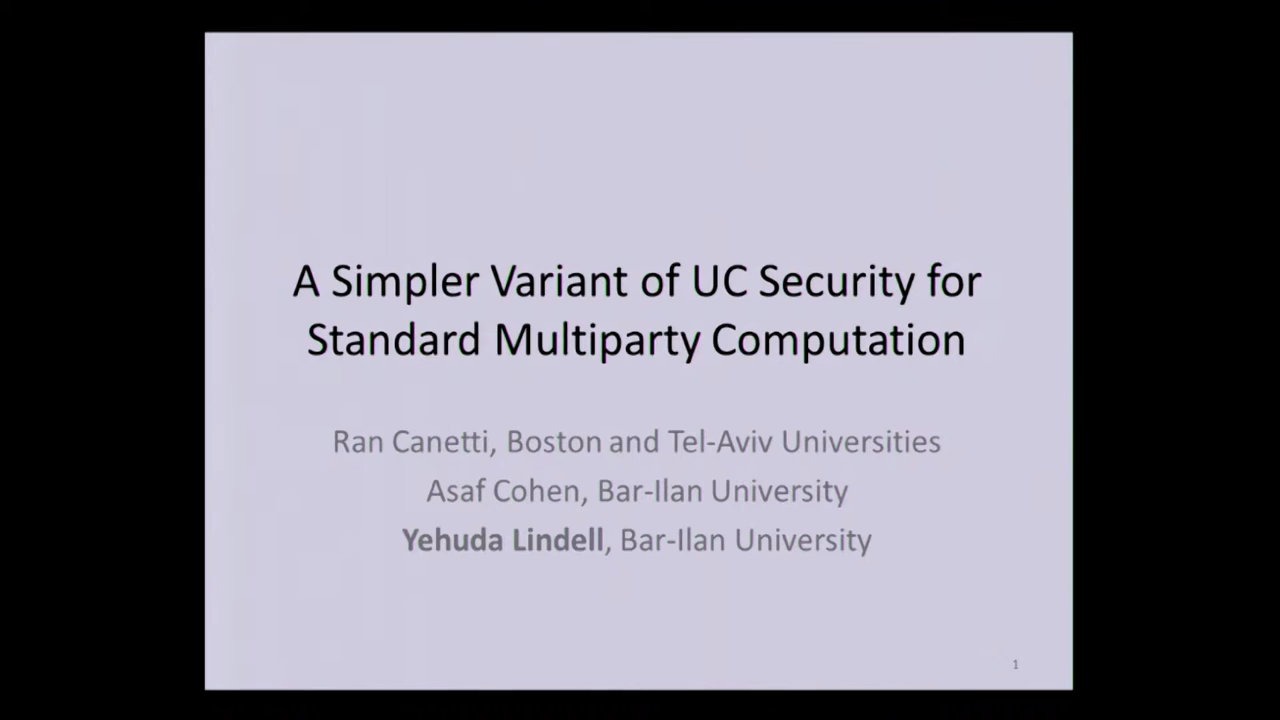 A Simpler Variant of UC Security for
Standard Multiparty Computation
Ran Canetti, Boston and Tel-Aviv Universities
Asaf Cohen, Bar-Ilan University
Yehuda Lindell, Bar-Ilan University
1